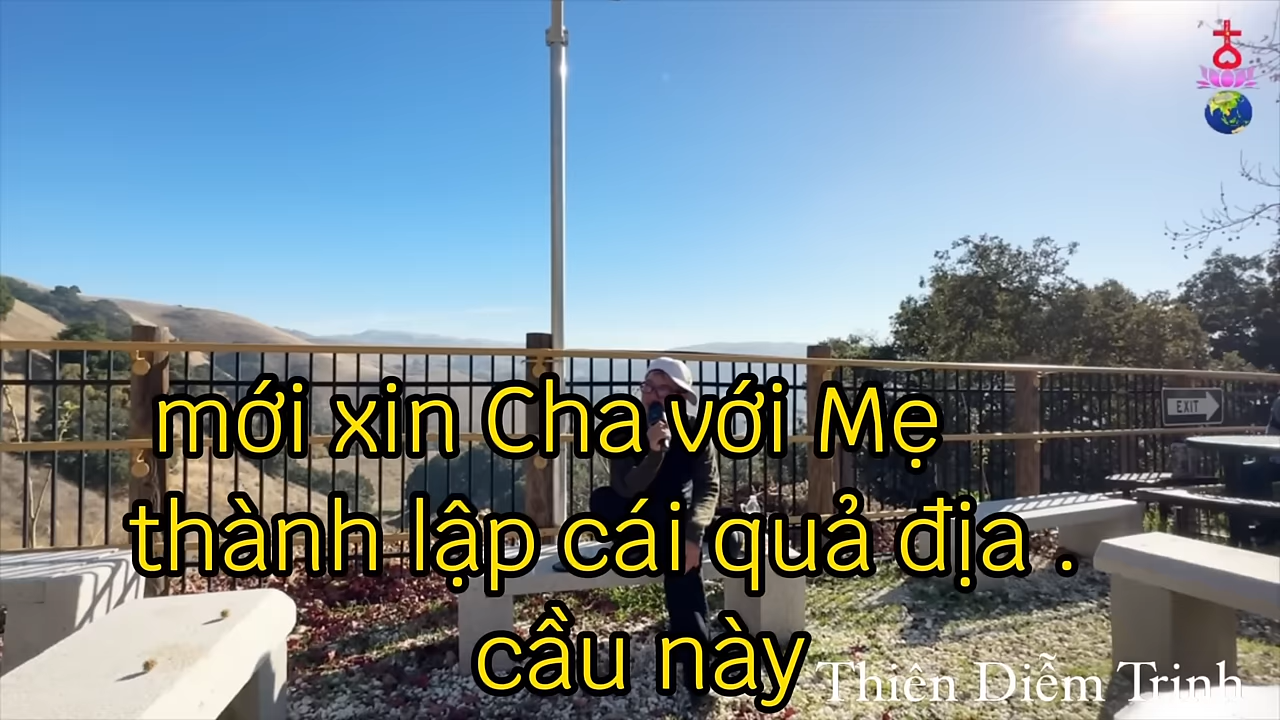 EXIT
mới xin Cha với Mẹ
thành lập cái quả địa .
cầu này
Thiên Diễm Trinh